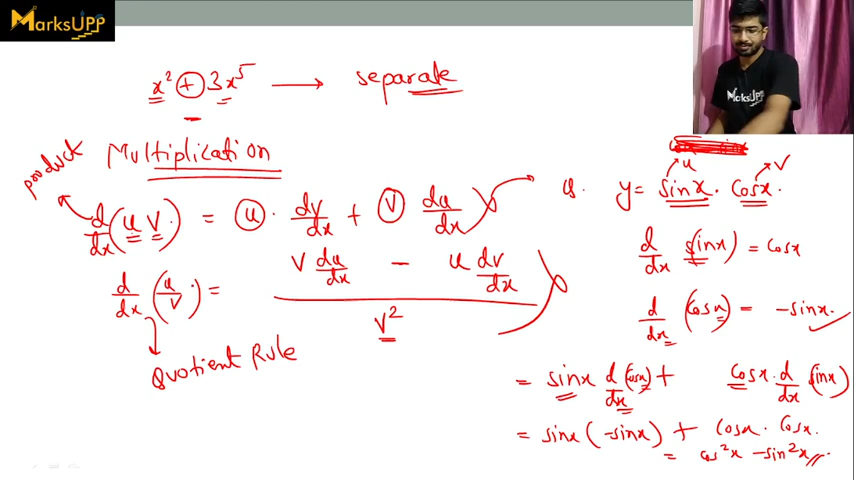 MarksUPP
x² + 3x⁵ → separate
product
Multiplication
d/dx (u v) = u · dv/dx + v du/dx
d/dx (u/v) = (v du/dx − u dv/dx) / v²
Quotient Rule
MarksUPP
u v
Q. y = sinx · cosx.
d/dx (sinx) = cosx
d/dx (cosx) = −sinx.
= sinx d/dx (cosx) + cosx · d/dx (sinx)
= sinx (−sinx) + cosx · cosx.
= cos²x − sin²x //